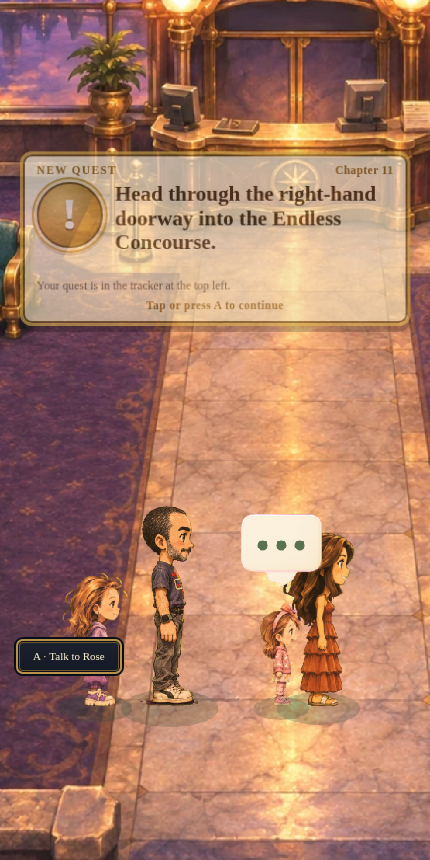 NEW QUEST
Chapter 11
Head through the right-hand
doorway into the Endless
Concourse.
Your quest is in the tracker at the top left.
Tap or press A to continue
A · Talk to Rose